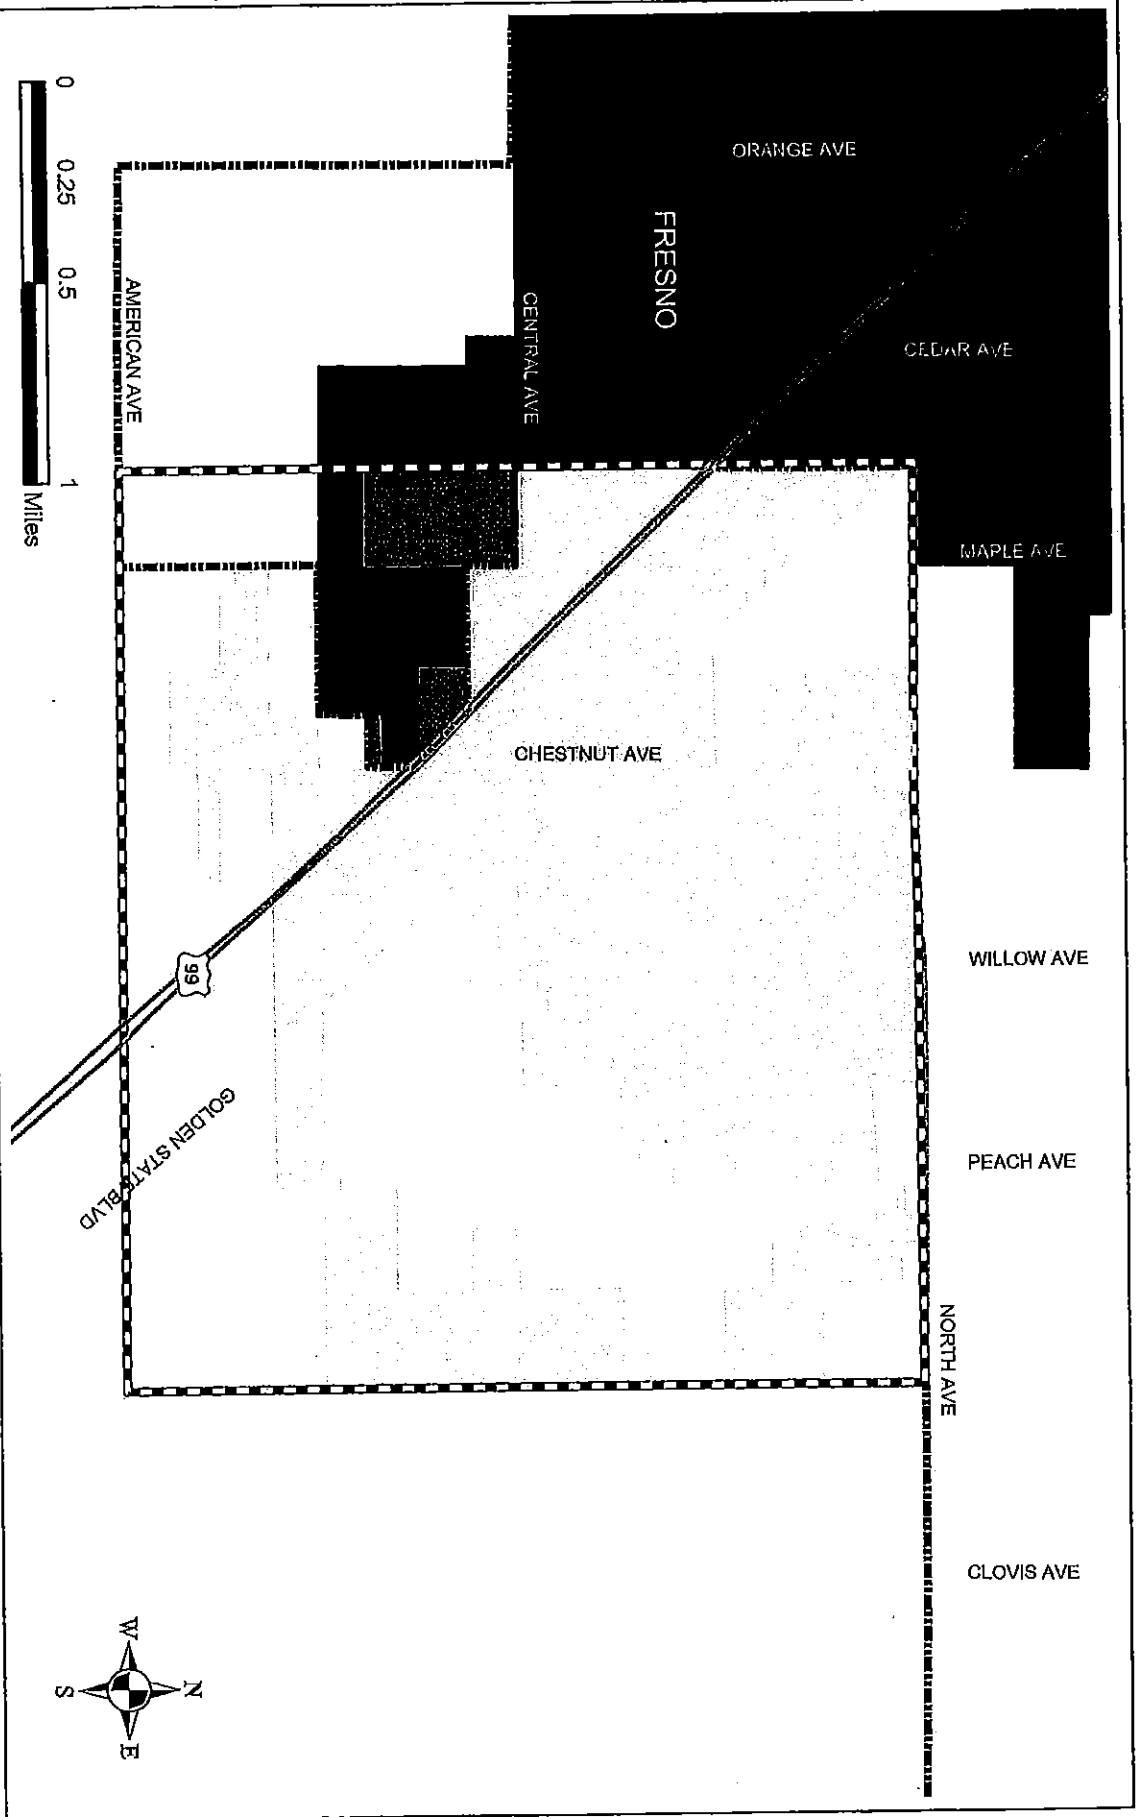 ORANGE AVE
CEDAR AVE
MAPLE AVE
WILLOW AVE
PEACH AVE
CLOVIS AVE
NORTH AVE
FRESNO
CENTRAL AVE
CHESTNUT AVE
AMERICAN AVE
99
GOLDEN STATE BLVD
0 0.25 0.5 1
Miles
N
W E
S